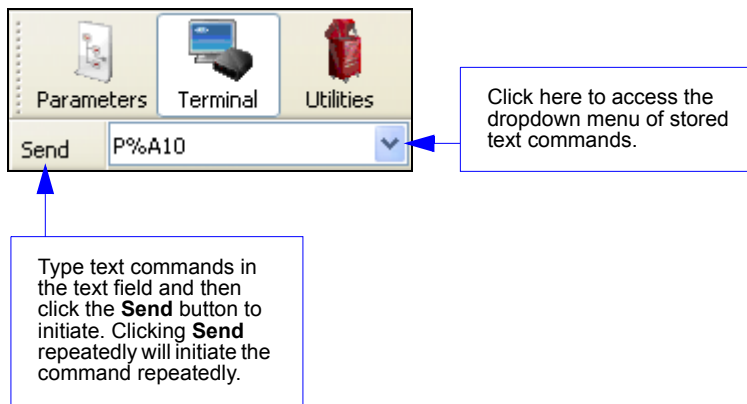 Parameters Terminal Utilities
Send P%A10
Click here to access the
dropdown menu of stored
text commands.
Type text commands in
the text field and then
click the Send button to
initiate. Clicking Send
repeatedly will initiate the
command repeatedly.